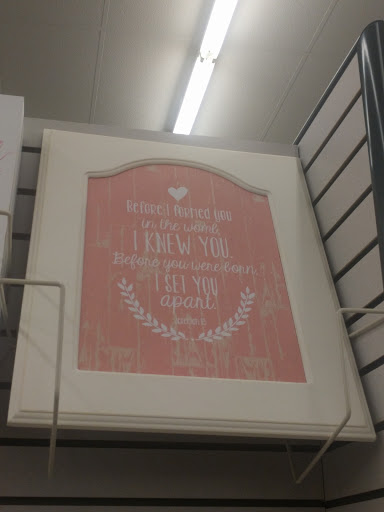 Before I formed you
in the womb
I KNEW YOU.
Before you were born,
I SET YOU
apart.